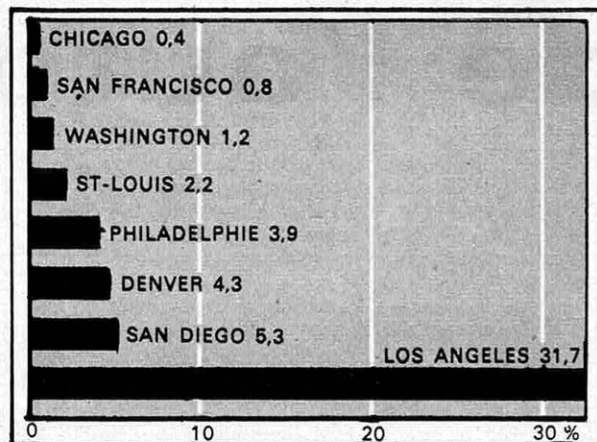 CHICAGO 0,4
SAN FRANCISCO 0,8
WASHINGTON 1,2
ST-LOUIS 2,2
PHILADELPHIE 3,9
DENVER 4,3
SAN DIEGO 5,3
LOS ANGELES 31,7
0 10 20 30 %